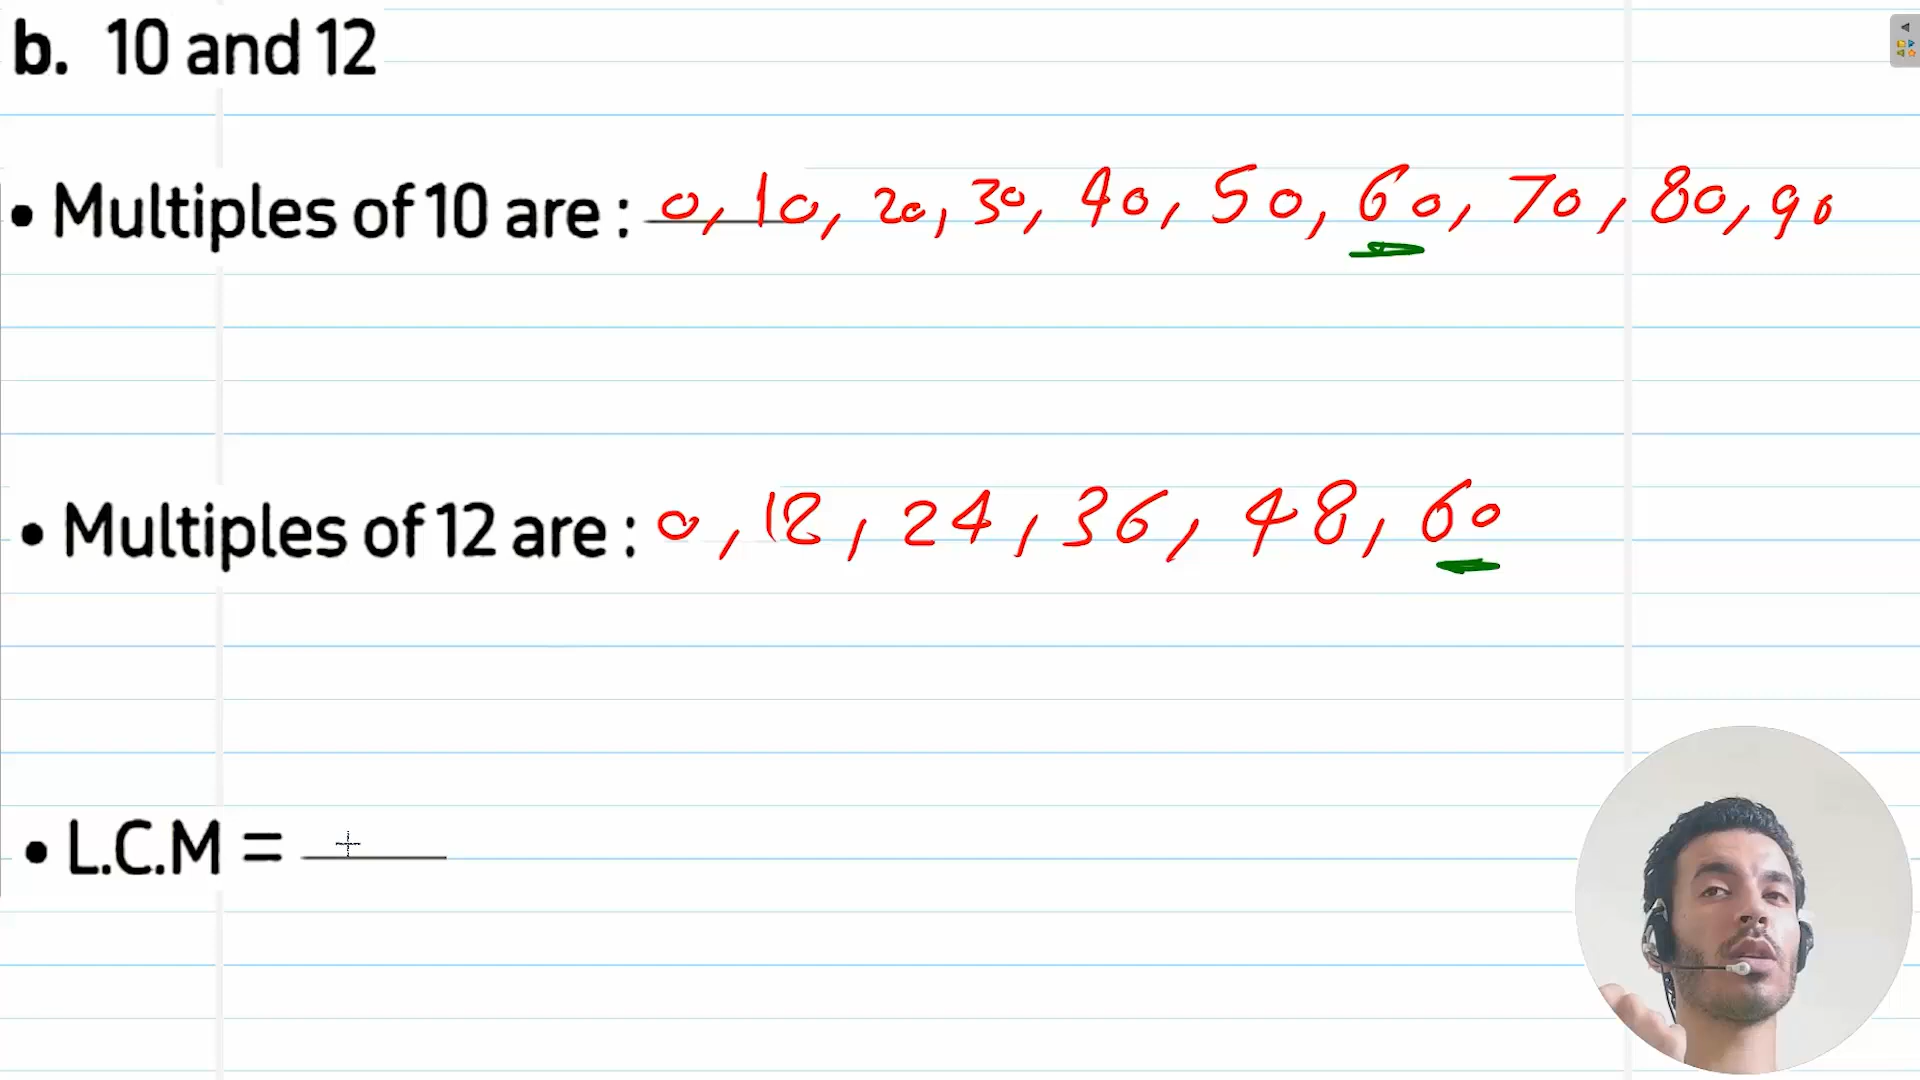 b. 10 and 12
• Multiples of 10 are : 0, 10, 20, 30, 40, 50, 60, 70, 80, 90
• Multiples of 12 are : 0, 12, 24, 36, 48, 60
• L.C.M =